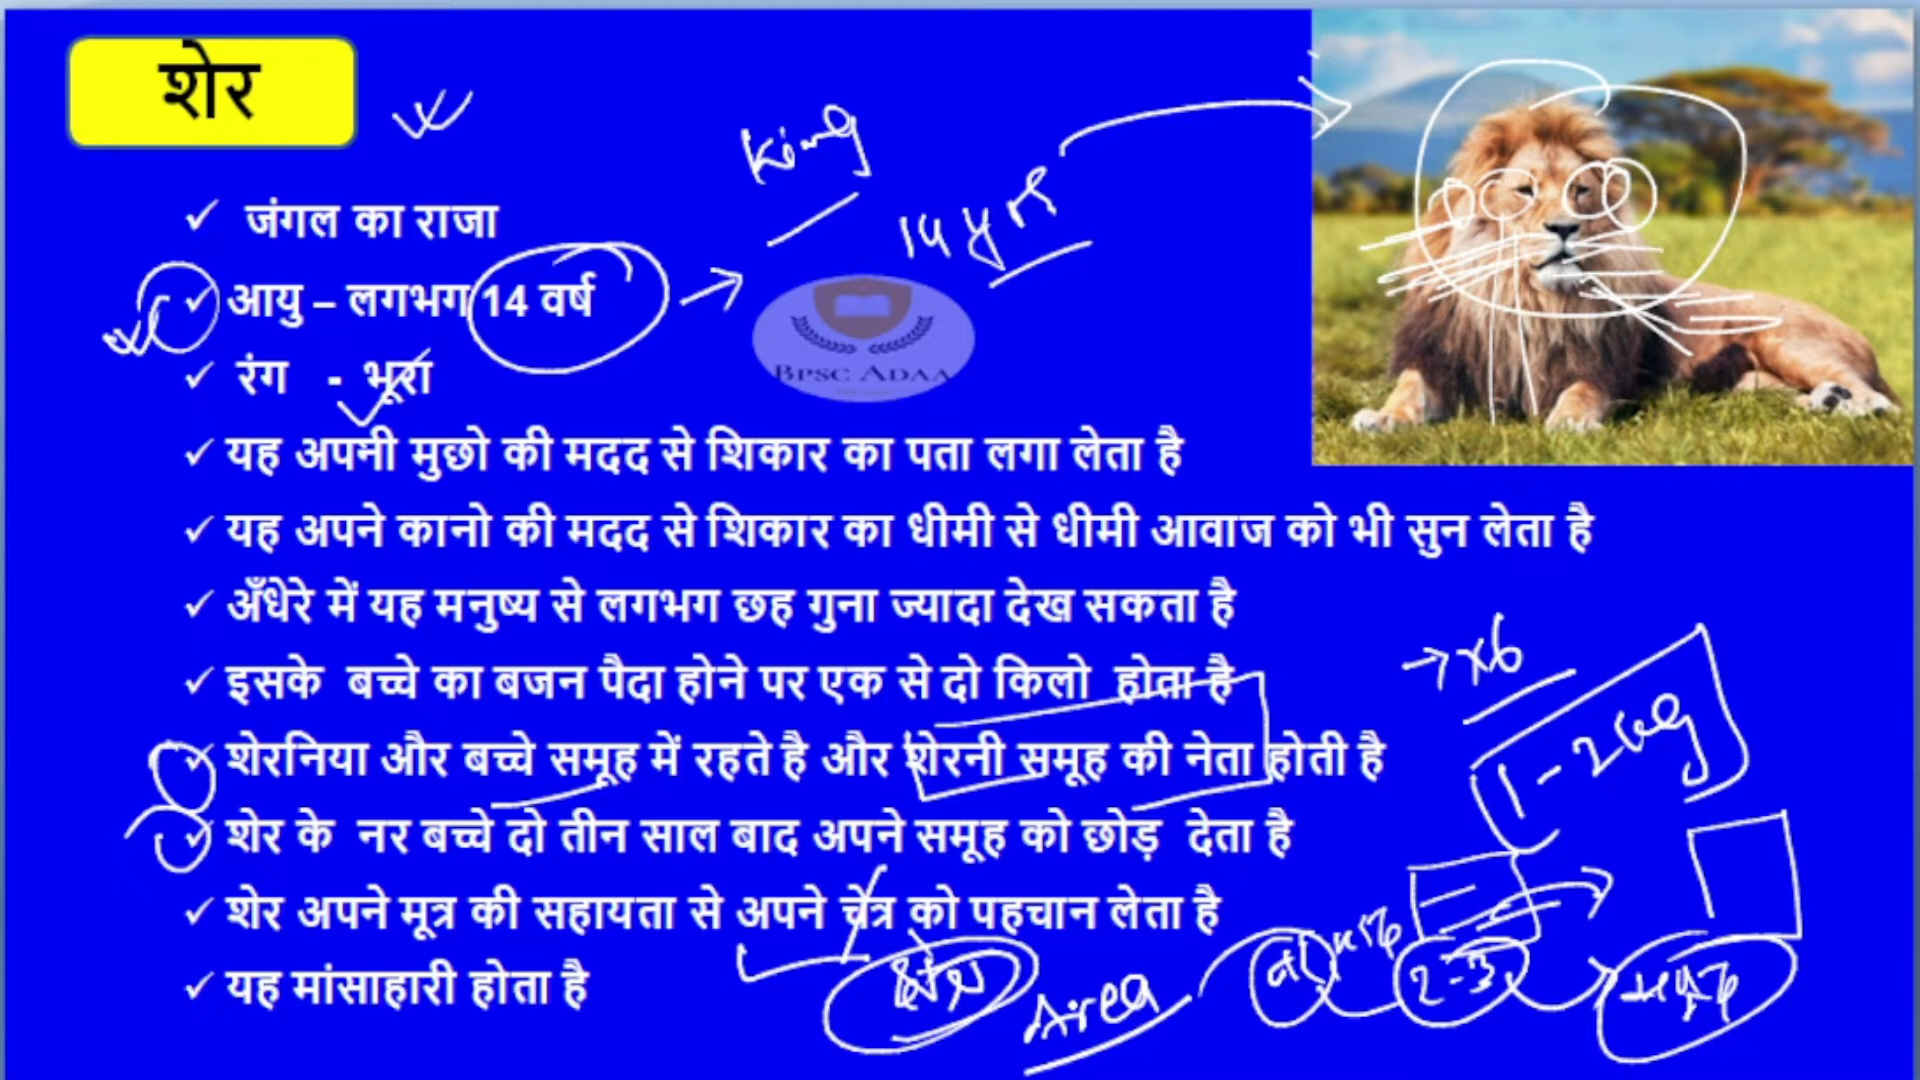 शेर
King
14 yr
✓ जंगल का राजा
✓ आयु – लगभग 14 वर्ष
BPSC ADAA
✓ रंग - भूरा
✓ यह अपनी मुछो की मदद से शिकार का पता लगा लेता है
✓ यह अपने कानो की मदद से शिकार का धीमी से धीमी आवाज को भी सुन लेता है
✓ अँधेरे में यह मनुष्य से लगभग छह गुना ज्यादा देख सकता है
→ x6
✓ इसके बच्चे का बजन पैदा होने पर एक से दो किलो होता है
1-2kg
✓ शेरनिया और बच्चे समूह में रहते है और शेरनी समूह की नेता होती है
✓ शेर के नर बच्चे दो तीन साल बाद अपने समूह को छोड़ देता है
✓ शेर अपने मूत्र की सहायता से अपने चेत्र को पहचान लेता है
✓ यह मांसाहारी होता है
Area
2-3